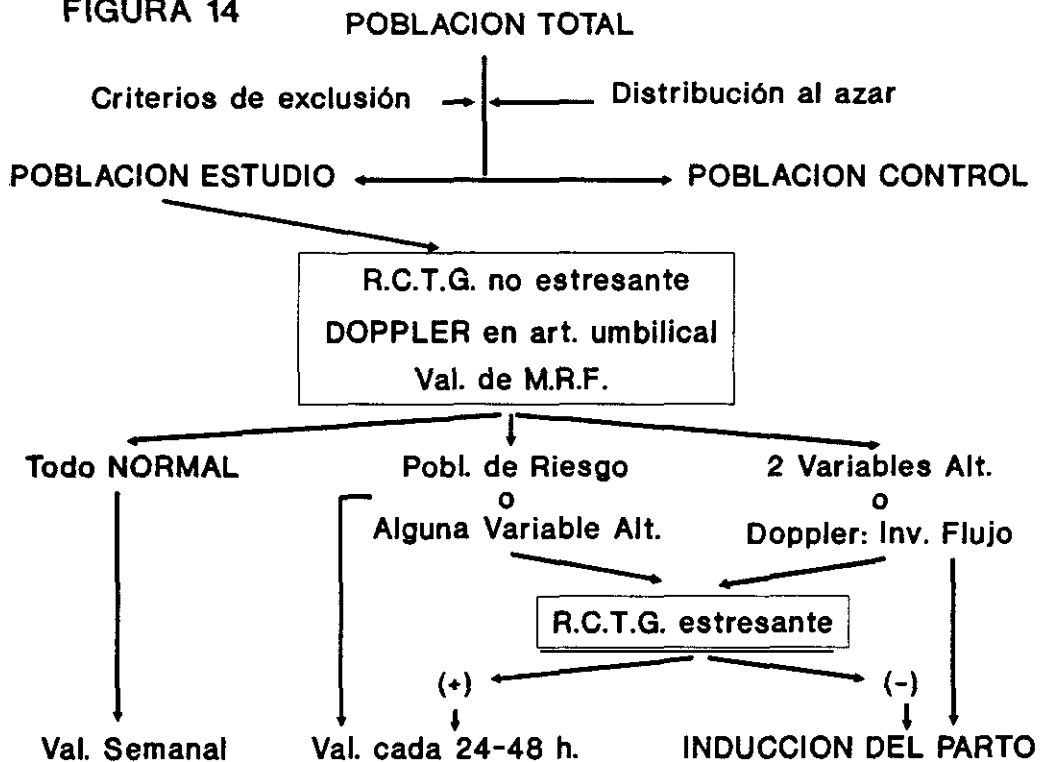 FIGURA 14
POBLACION TOTAL
Criterios de exclusión
Distribución al azar
POBLACION ESTUDIO
POBLACION CONTROL
R.C.T.G. no estresante
DOPPLER en art. umbilical
Val. de M.R.F.
Todo NORMAL
Pobl. de Riesgo
o
Alguna Variable Alt.
2 Variables Alt.
o
Doppler: Inv. Flujo
R.C.T.G. estresante
(+)
(-)
Val. Semanal
Val. cada 24-48 h.
INDUCCION DEL PARTO